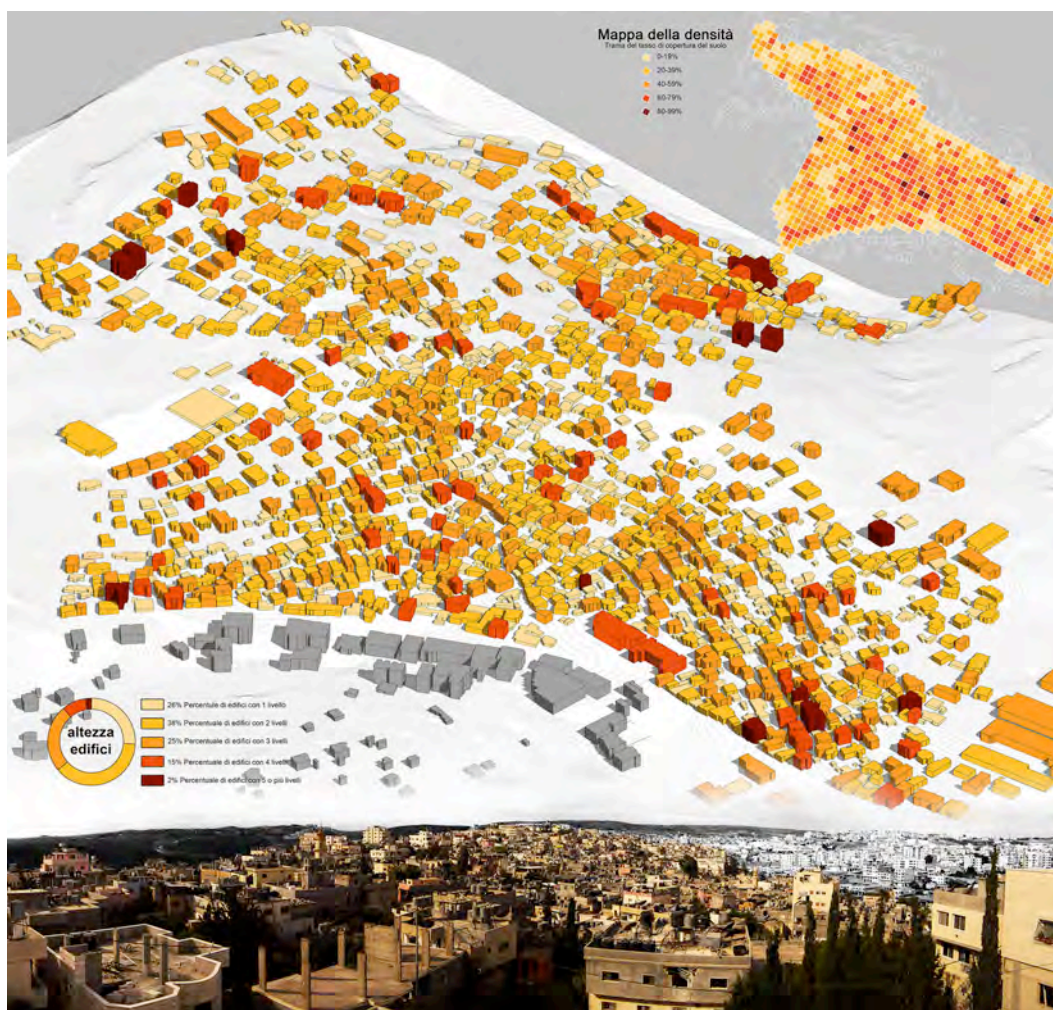 Mappa della densità
Trama del tasso di copertura del suolo
0-19%
20-39%
40-59%
60-79%
80-99%
altezza
edifici
26% Percentuale di edifici con 1 livello
38% Percentuale di edifici con 2 livelli
25% Percentuale di edifici con 3 livelli
15% Percentuale di edifici con 4 livelli
2% Percentuale di edifici con 5 o più livelli